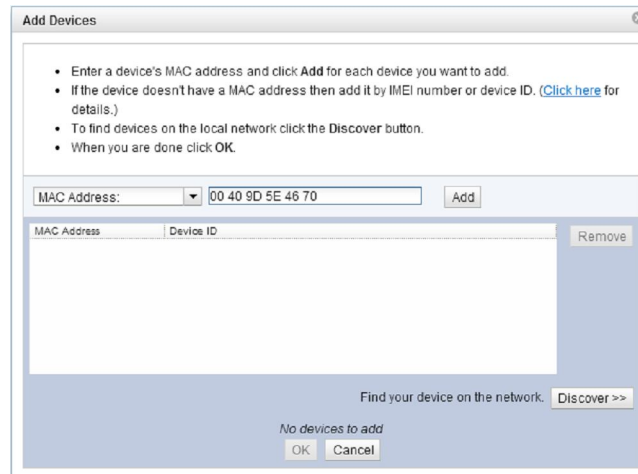 Add Devices
• Enter a device's MAC address and click Add for each device you want to add.
• If the device doesn't have a MAC address then add it by IMEI number or device ID. (Click here for
details.)
• To find devices on the local network click the Discover button.
• When you are done click OK.
MAC Address: 00 40 9D 5E 46 70 Add
MAC Address Device ID
Remove
Find your device on the network. Discover >>
No devices to add
OK Cancel